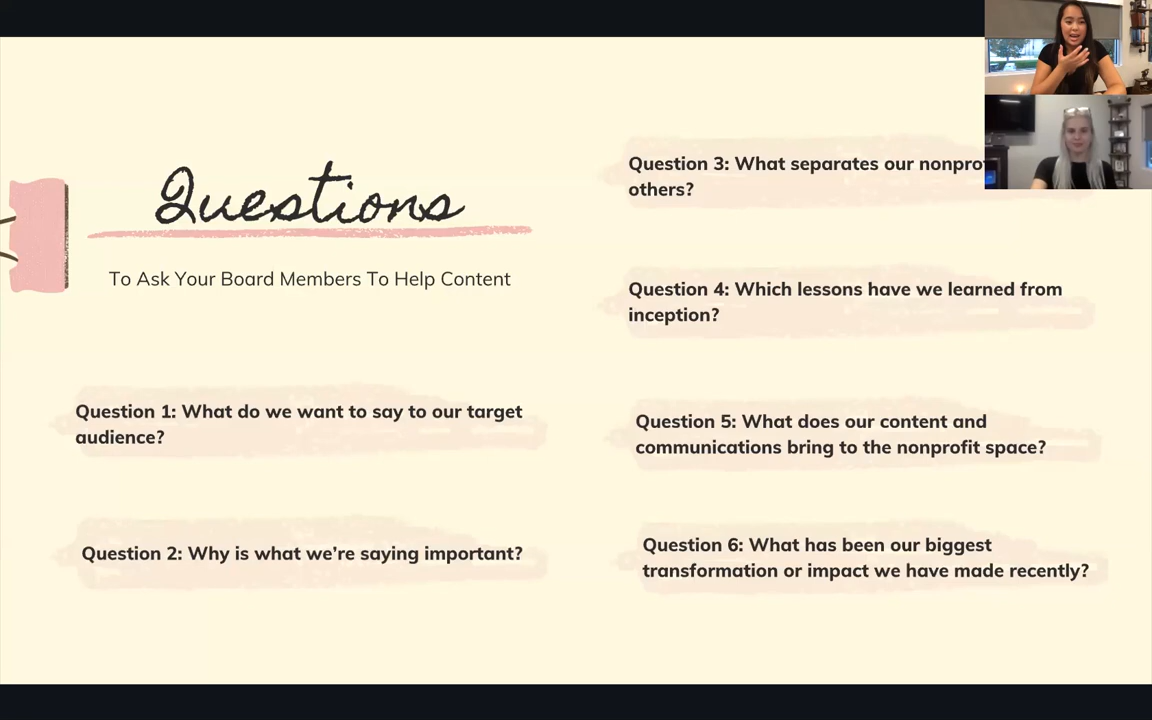 Questions
To Ask Your Board Members To Help Content
Question 1: What do we want to say to our target
audience?
Question 2: Why is what we’re saying important?
Question 3: What separates our
others?
Question 4: Which lessons have we learned from
inception?
Question 5: What does our content and
communications bring to the nonprofit space?
Question 6: What has been our biggest
transformation or impact we have made recently?